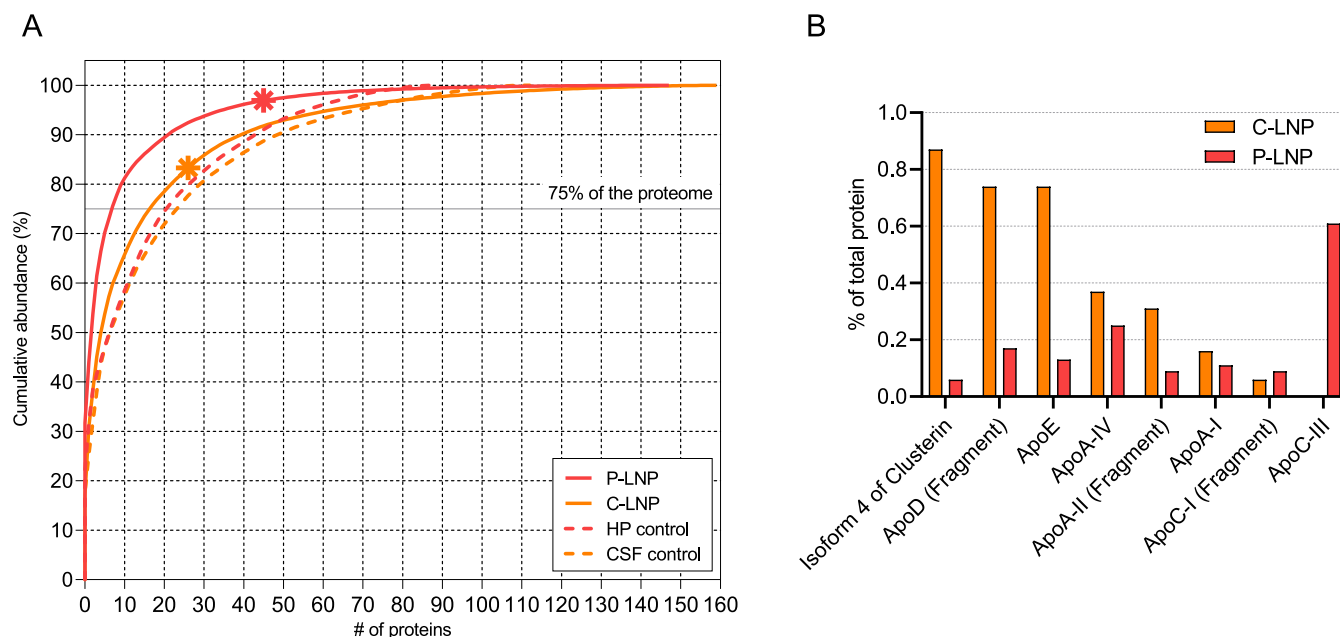 A
Cumulative abundance (%)
100
90
80
70
60
50
40
30
20
10
0
75% of the proteome
P-LNP
C-LNP
HP control
CSF control
0 10 20 30 40 50 60 70 80 90 100 110 120 130 140 150 160
# of proteins
B
% of total protein
1.0
0.8
0.6
0.4
0.2
0.0
C-LNP
P-LNP
Isoform 4 of Clusterin
ApoD (Fragment)
ApoE
ApoA-IV
ApoA-II (Fragment)
ApoA-I
ApoC-I (Fragment)
ApoC-III